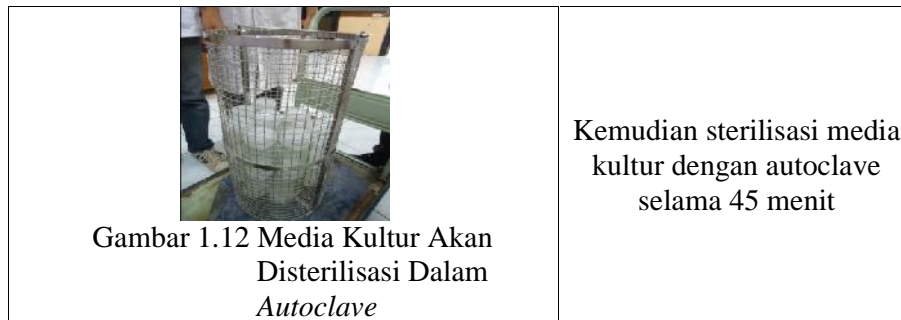 Gambar 1.12 Media Kultur Akan
Disterilisasi Dalam
Autoclave
Kemudian sterilisasi media
kultur dengan autoclave
selama 45 menit